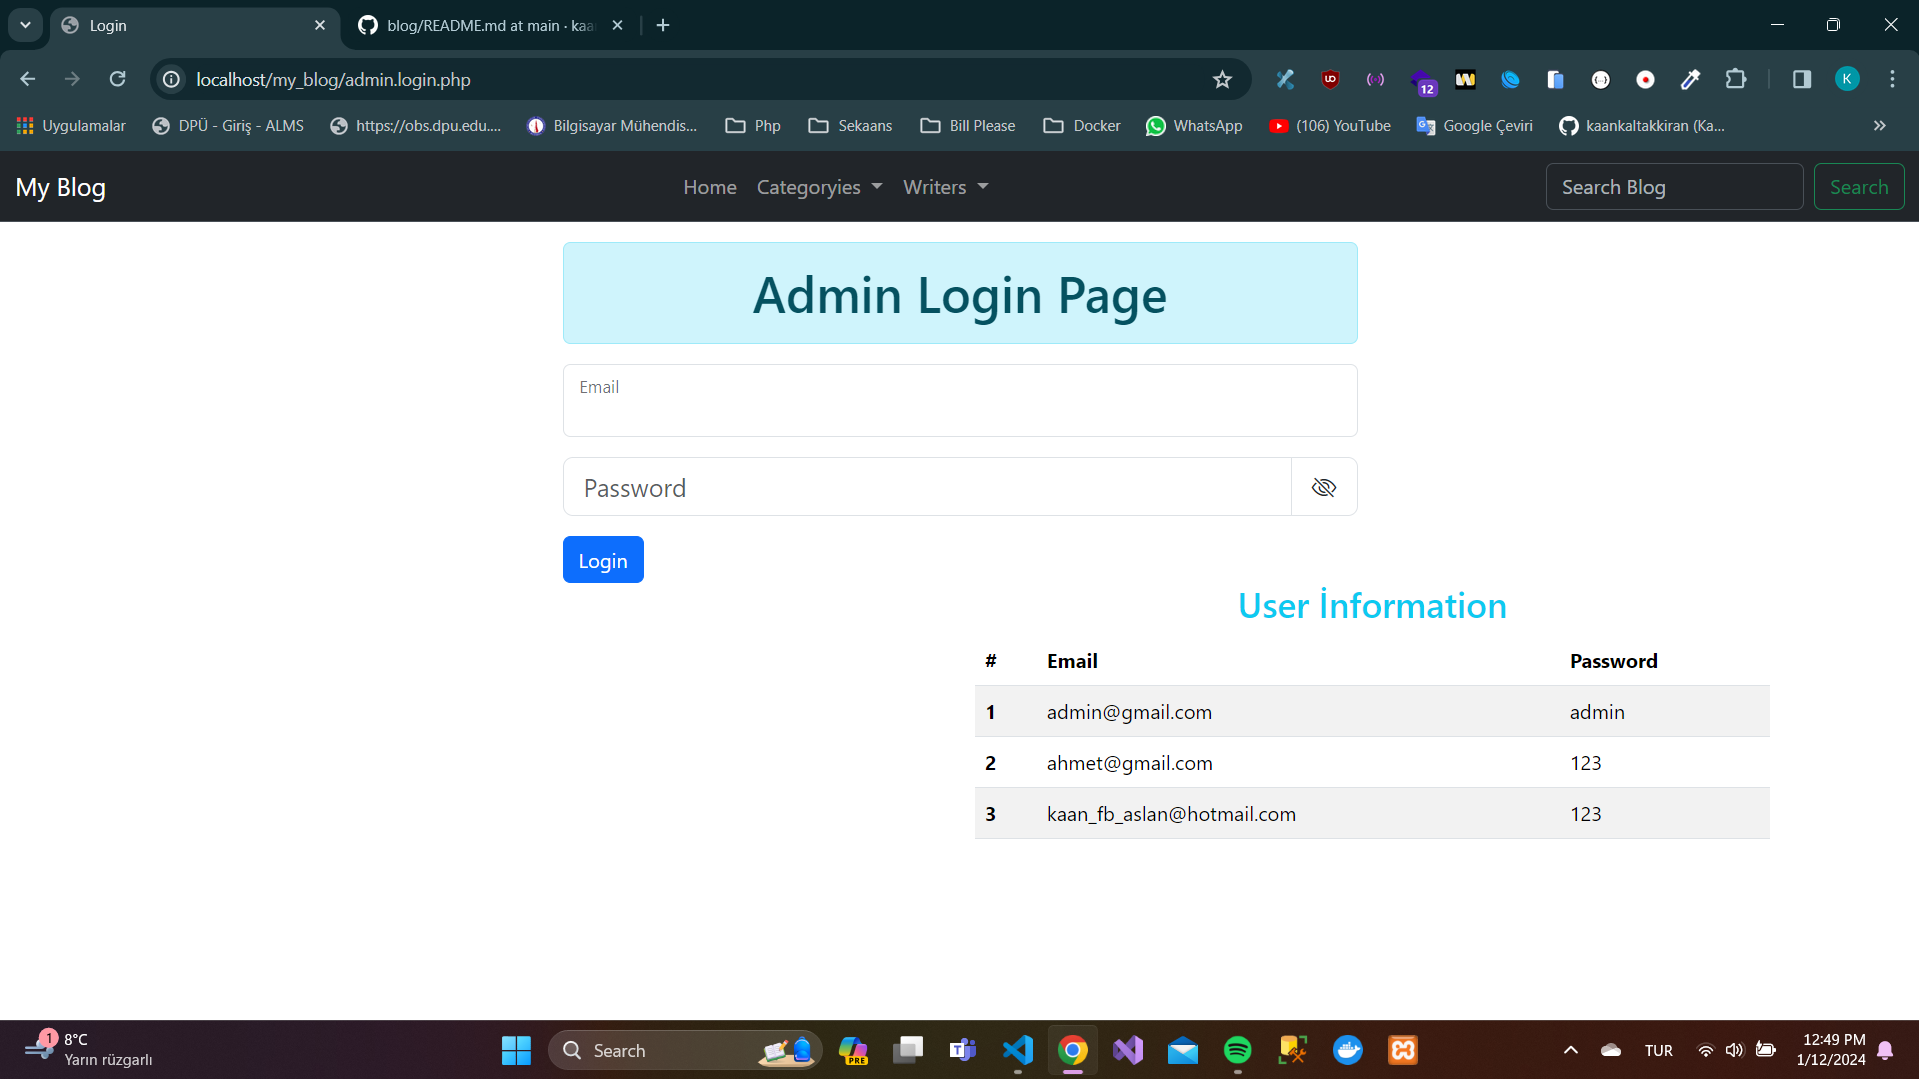 Login
blog/README.md at main · kaa
localhost/my_blog/admin.login.php
12
K
Uygulamalar
DPÜ - Giriş - ALMS
https://obs.dpu.edu....
Bilgisayar Mühendis...
Php
Sekaans
Bill Please
Docker
WhatsApp
(106) YouTube
Google Çeviri
kaankaltakkiran (Ka...
My Blog
Home
Categoryies
Writers
Search Blog
Search
Admin Login Page
Email
Password
Login
User İnformation
# Email Password
1 admin@gmail.com admin
2 ahmet@gmail.com 123
3 kaan_fb_aslan@hotmail.com 123
1
8°C
Yarın rüzgarlı
Search
PRE
TUR
12:49 PM
1/12/2024